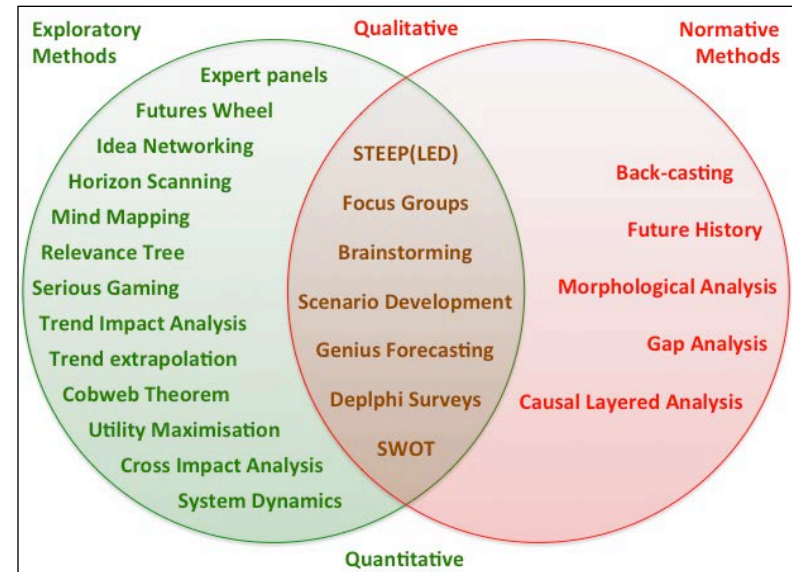 Exploratory
Methods
Qualitative
Normative
Methods
Expert panels
Futures Wheel
Idea Networking
Horizon Scanning
Mind Mapping
Relevance Tree
Serious Gaming
Trend Impact Analysis
Trend extrapolation
Cobweb Theorem
Utility Maximisation
Cross Impact Analysis
System Dynamics
STEEP(LED)
Focus Groups
Brainstorming
Scenario Development
Genius Forecasting
Deplphi Surveys
SWOT
Back-casting
Future History
Morphological Analysis
Gap Analysis
Causal Layered Analysis
Quantitative